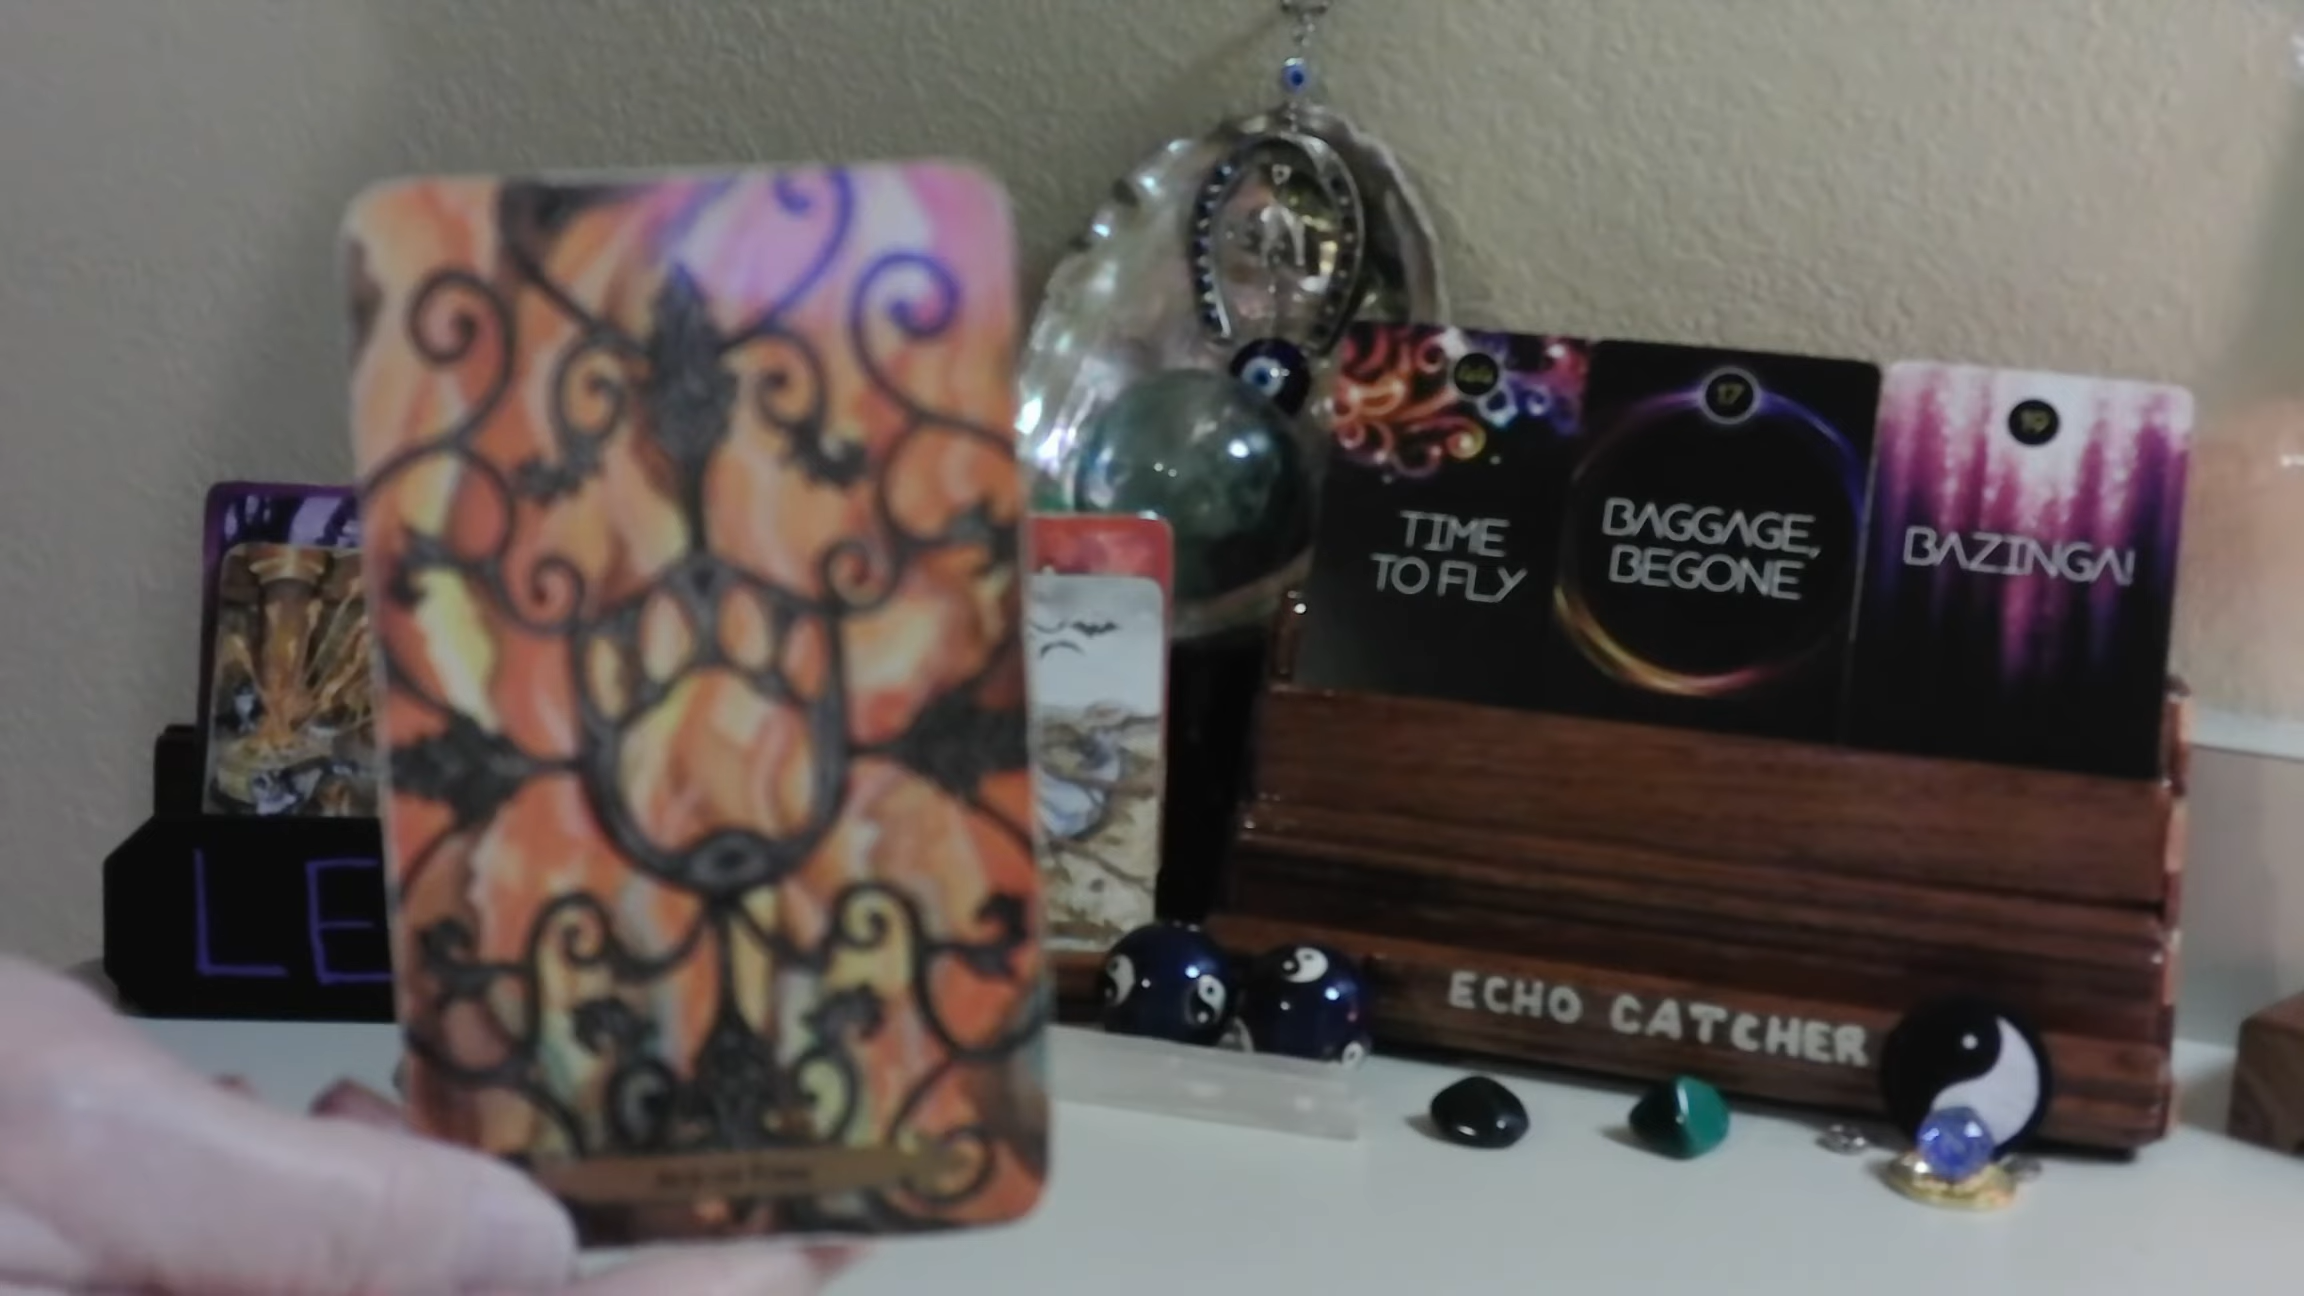 LE
TIME
TO FLY
17
BAGGAGE,
BEGONE
19
BAZINGA!
ECHO CATCHER